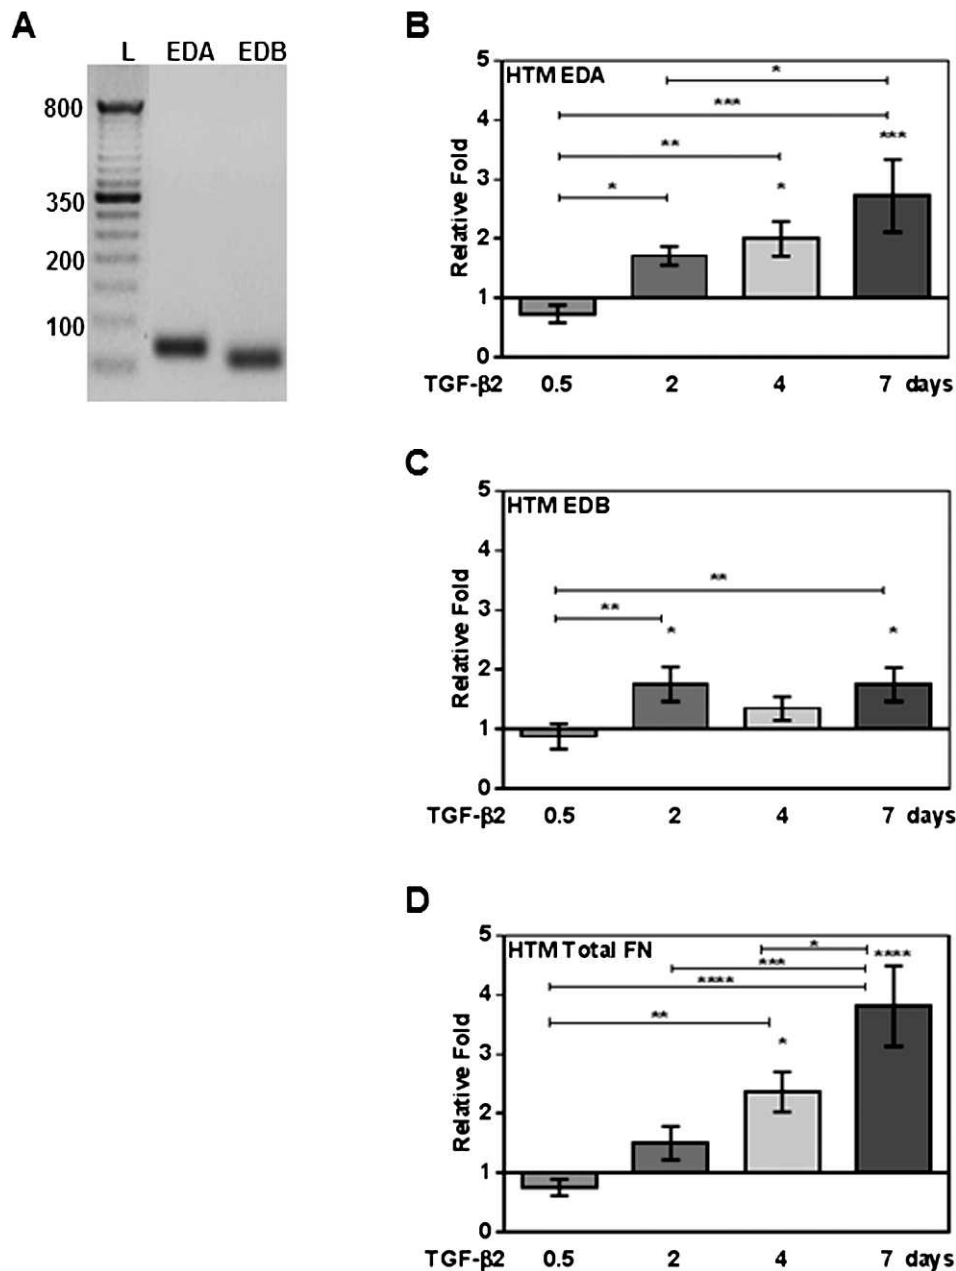 A
L EDA EDB
800
350
200
100
B
HTM EDA
5
4
3
2
1
0
Relative Fold
*
***
**
*
*
***
TGF-β2 0.5 2 4 7 days
C
HTM EDB
5
4
3
2
1
0
Relative Fold
**
**
*
*
TGF-β2 0.5 2 4 7 days
D
HTM Total FN
5
4
3
2
1
0
Relative Fold
*
****
***
****
**
*
TGF-β2 0.5 2 4 7 days